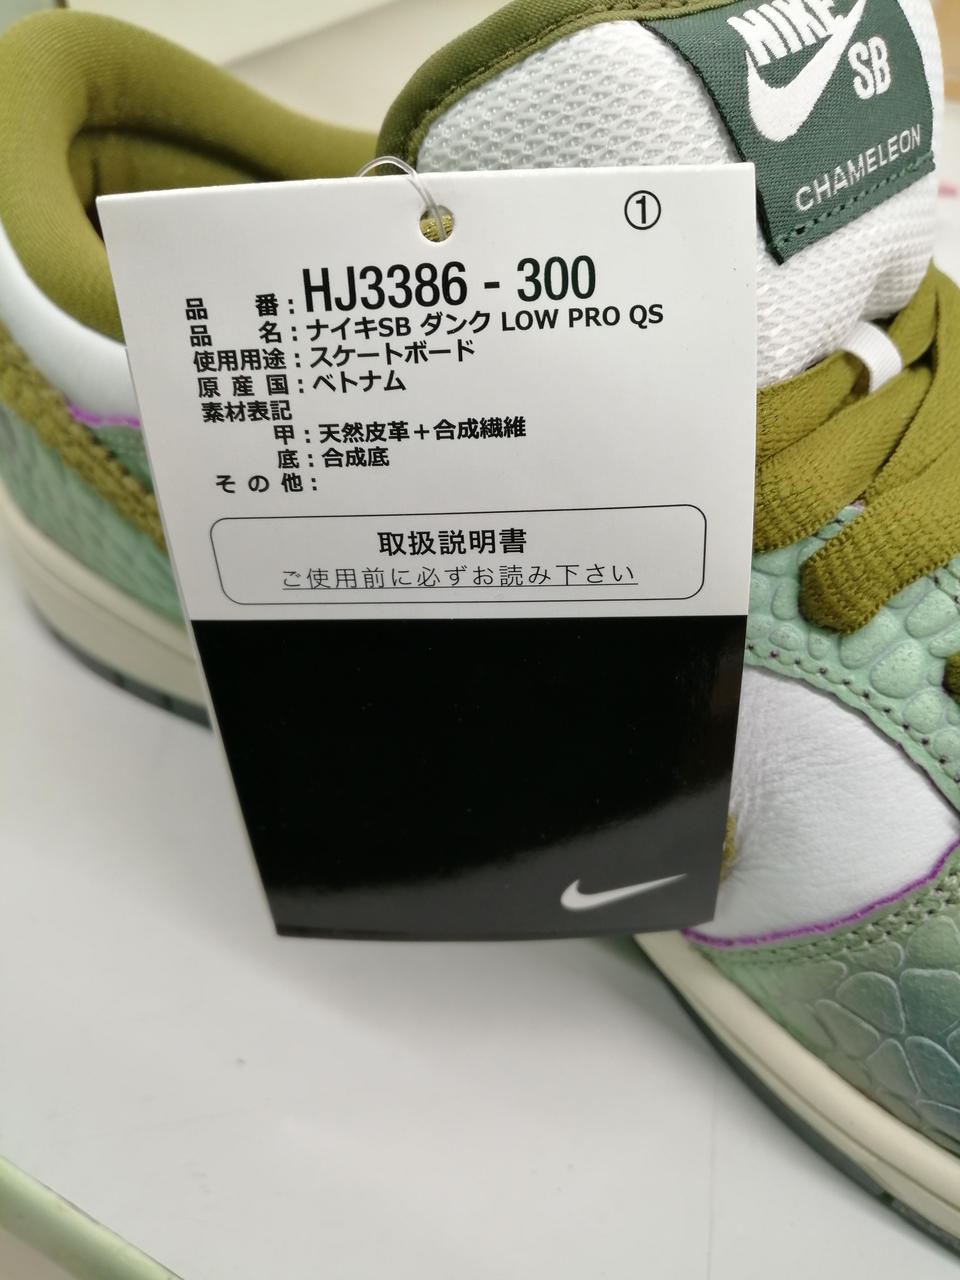 NIKE
SB
CHAMELEON
①
品 番：HJ3386 - 300
品 名：ナイキSB ダンク LOW PRO QS
使用用途：スケートボード
原 産 国：ベトナム
素材表記
甲：天然皮革＋合成繊維
底：合成底
そ の 他：
取扱説明書
ご使用前に必ずお読み下さい